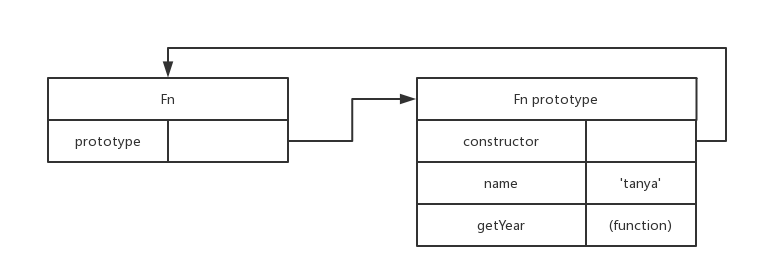 Fn
prototype
Fn prototype
constructor
name 'tanya'
getYear (function)